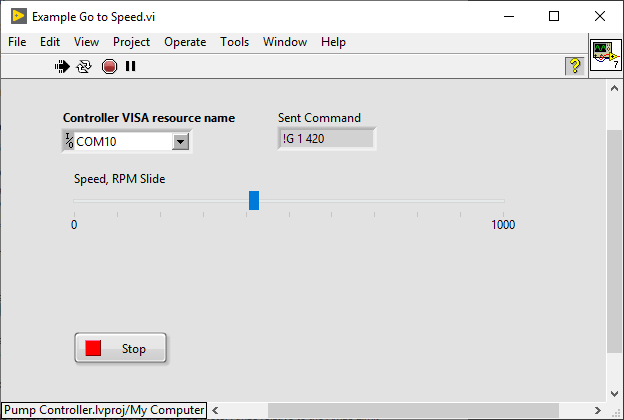 Example Go to Speed.vi
File Edit View Project Operate Tools Window Help
?
7
Controller VISA resource name
Sent Command
I/O COM10
!G 1 420
Speed, RPM Slide
0
1000
Stop
Pump Controller.lvproj/My Computer